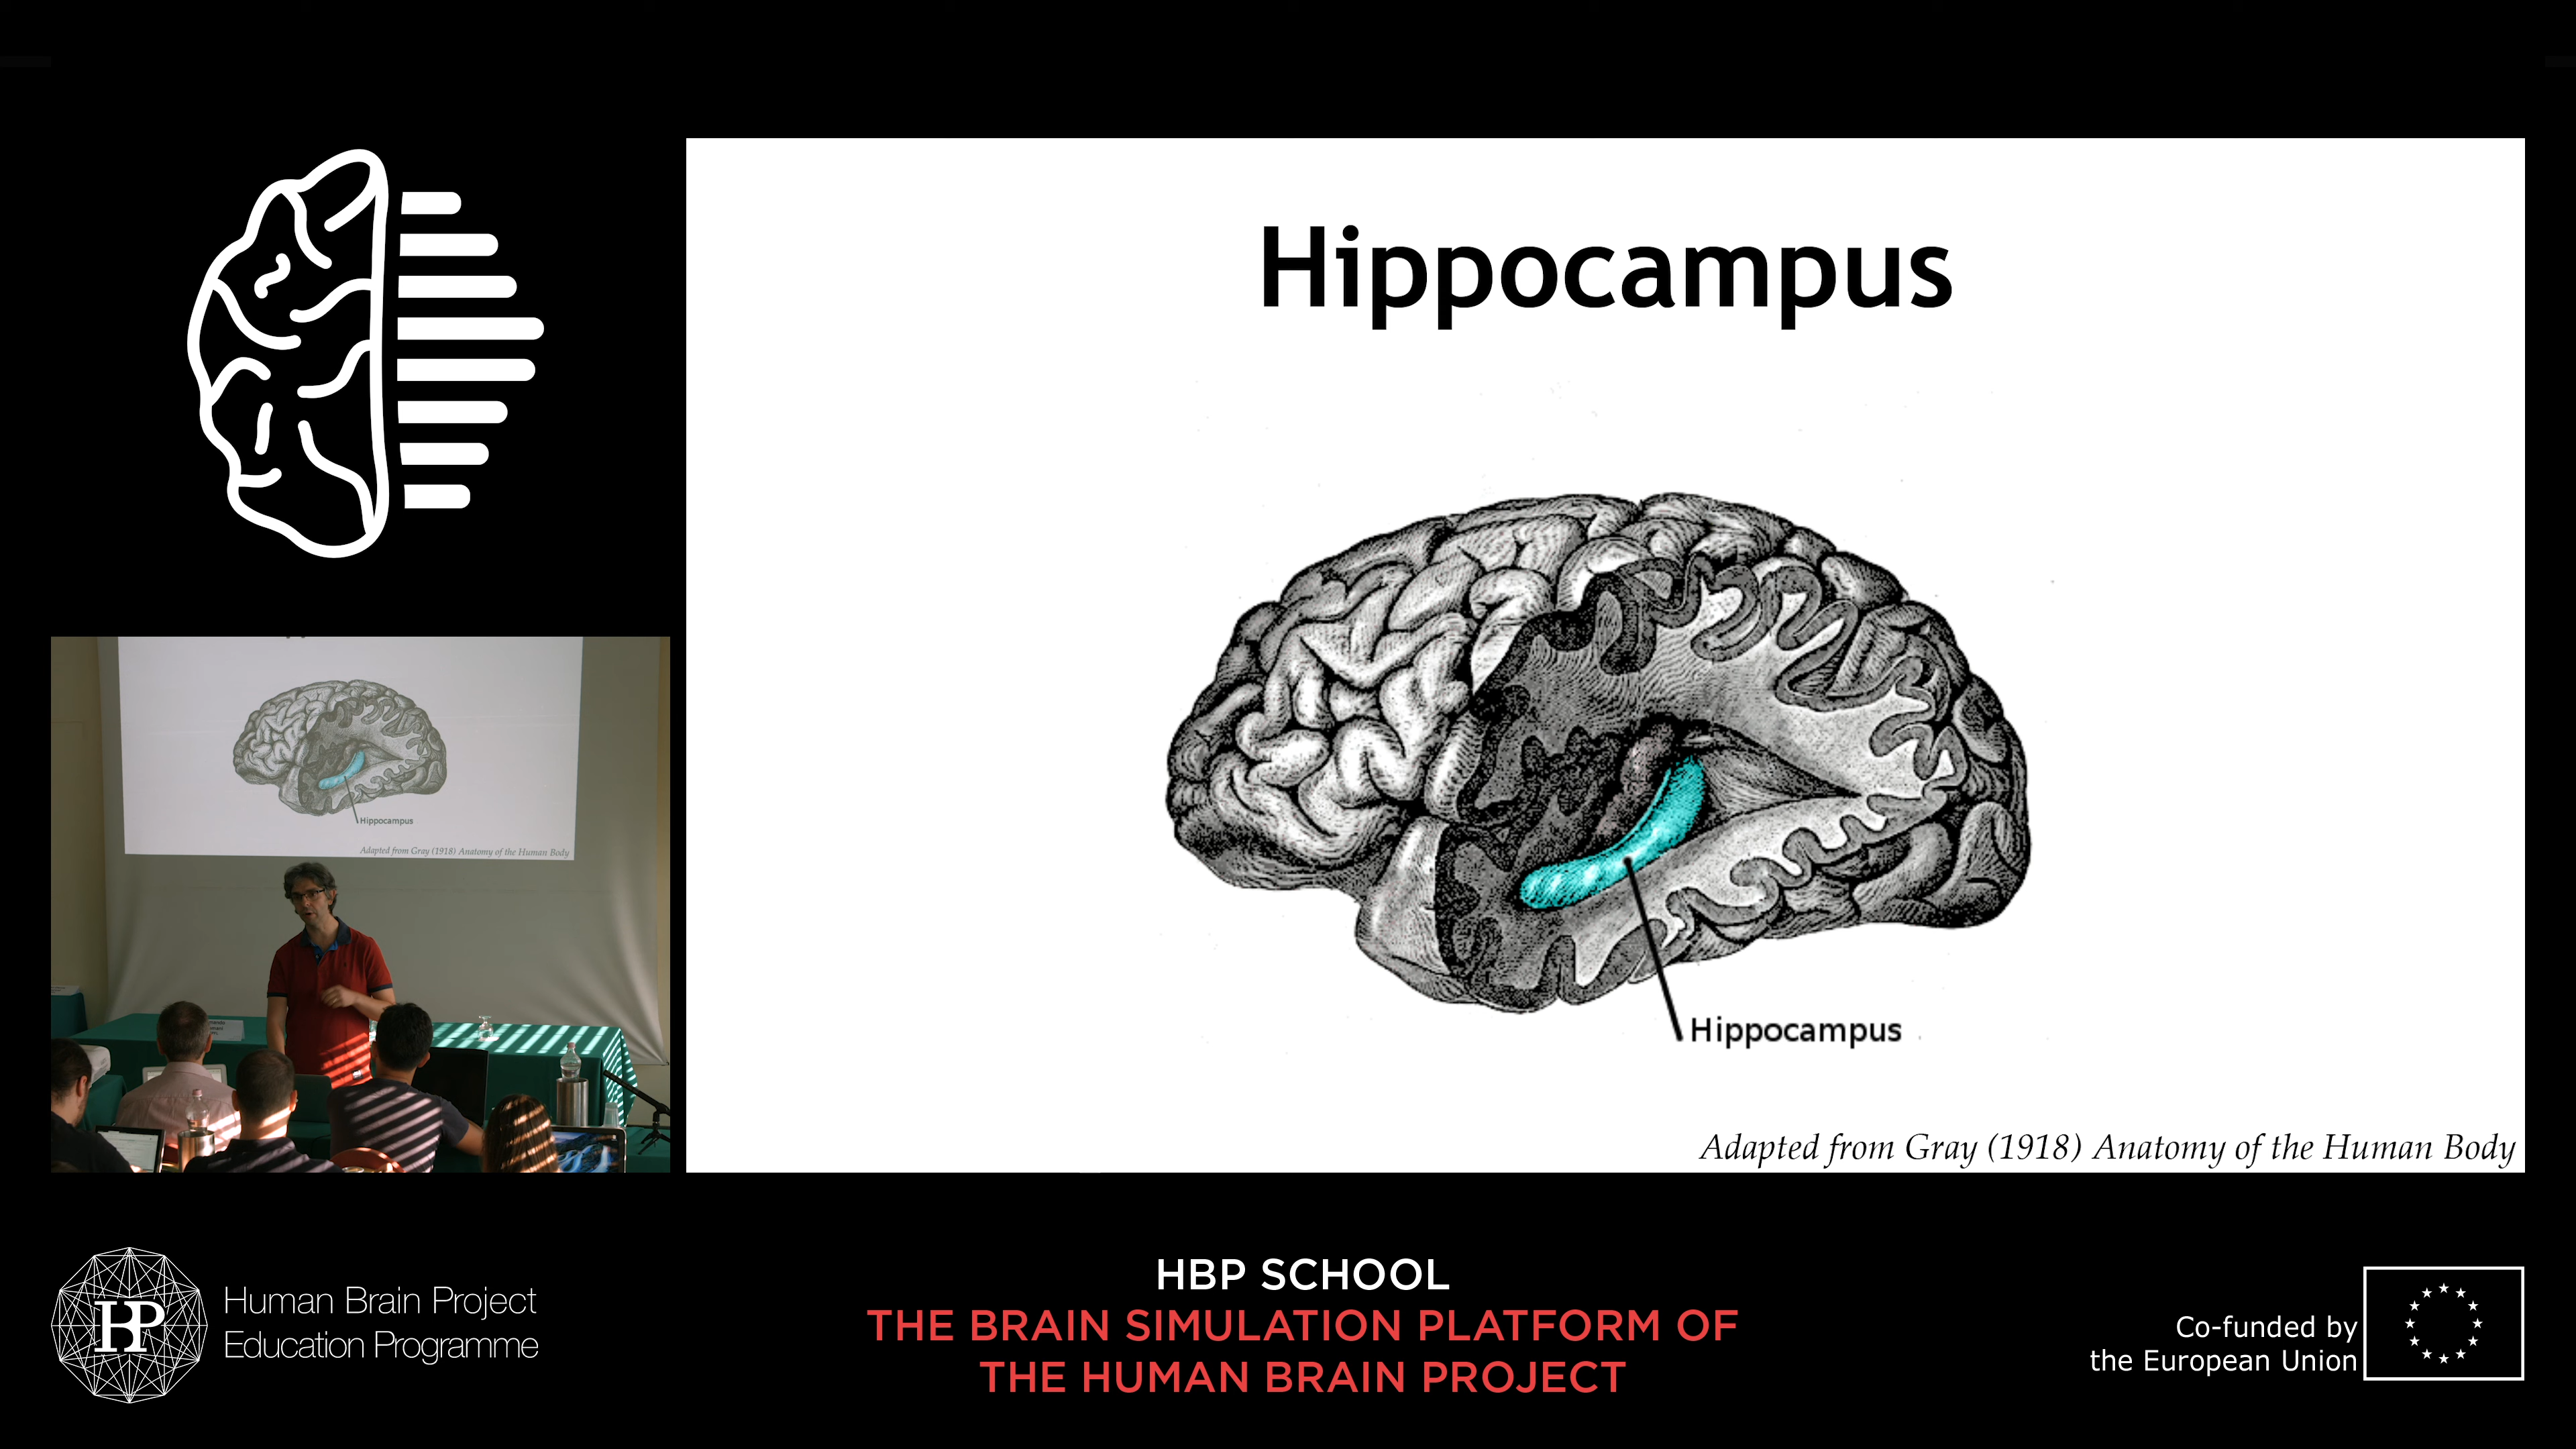 Hippocampus
Hippocampus
Adapted from Gray (1918) Anatomy of the Human Body
Hippocampus
Adapted from Gray (1918) Anatomy of the Human Body
HP
Human Brain Project
Education Programme
HBP SCHOOL
THE BRAIN SIMULATION PLATFORM OF
THE HUMAN BRAIN PROJECT
Co-funded by
the European Union